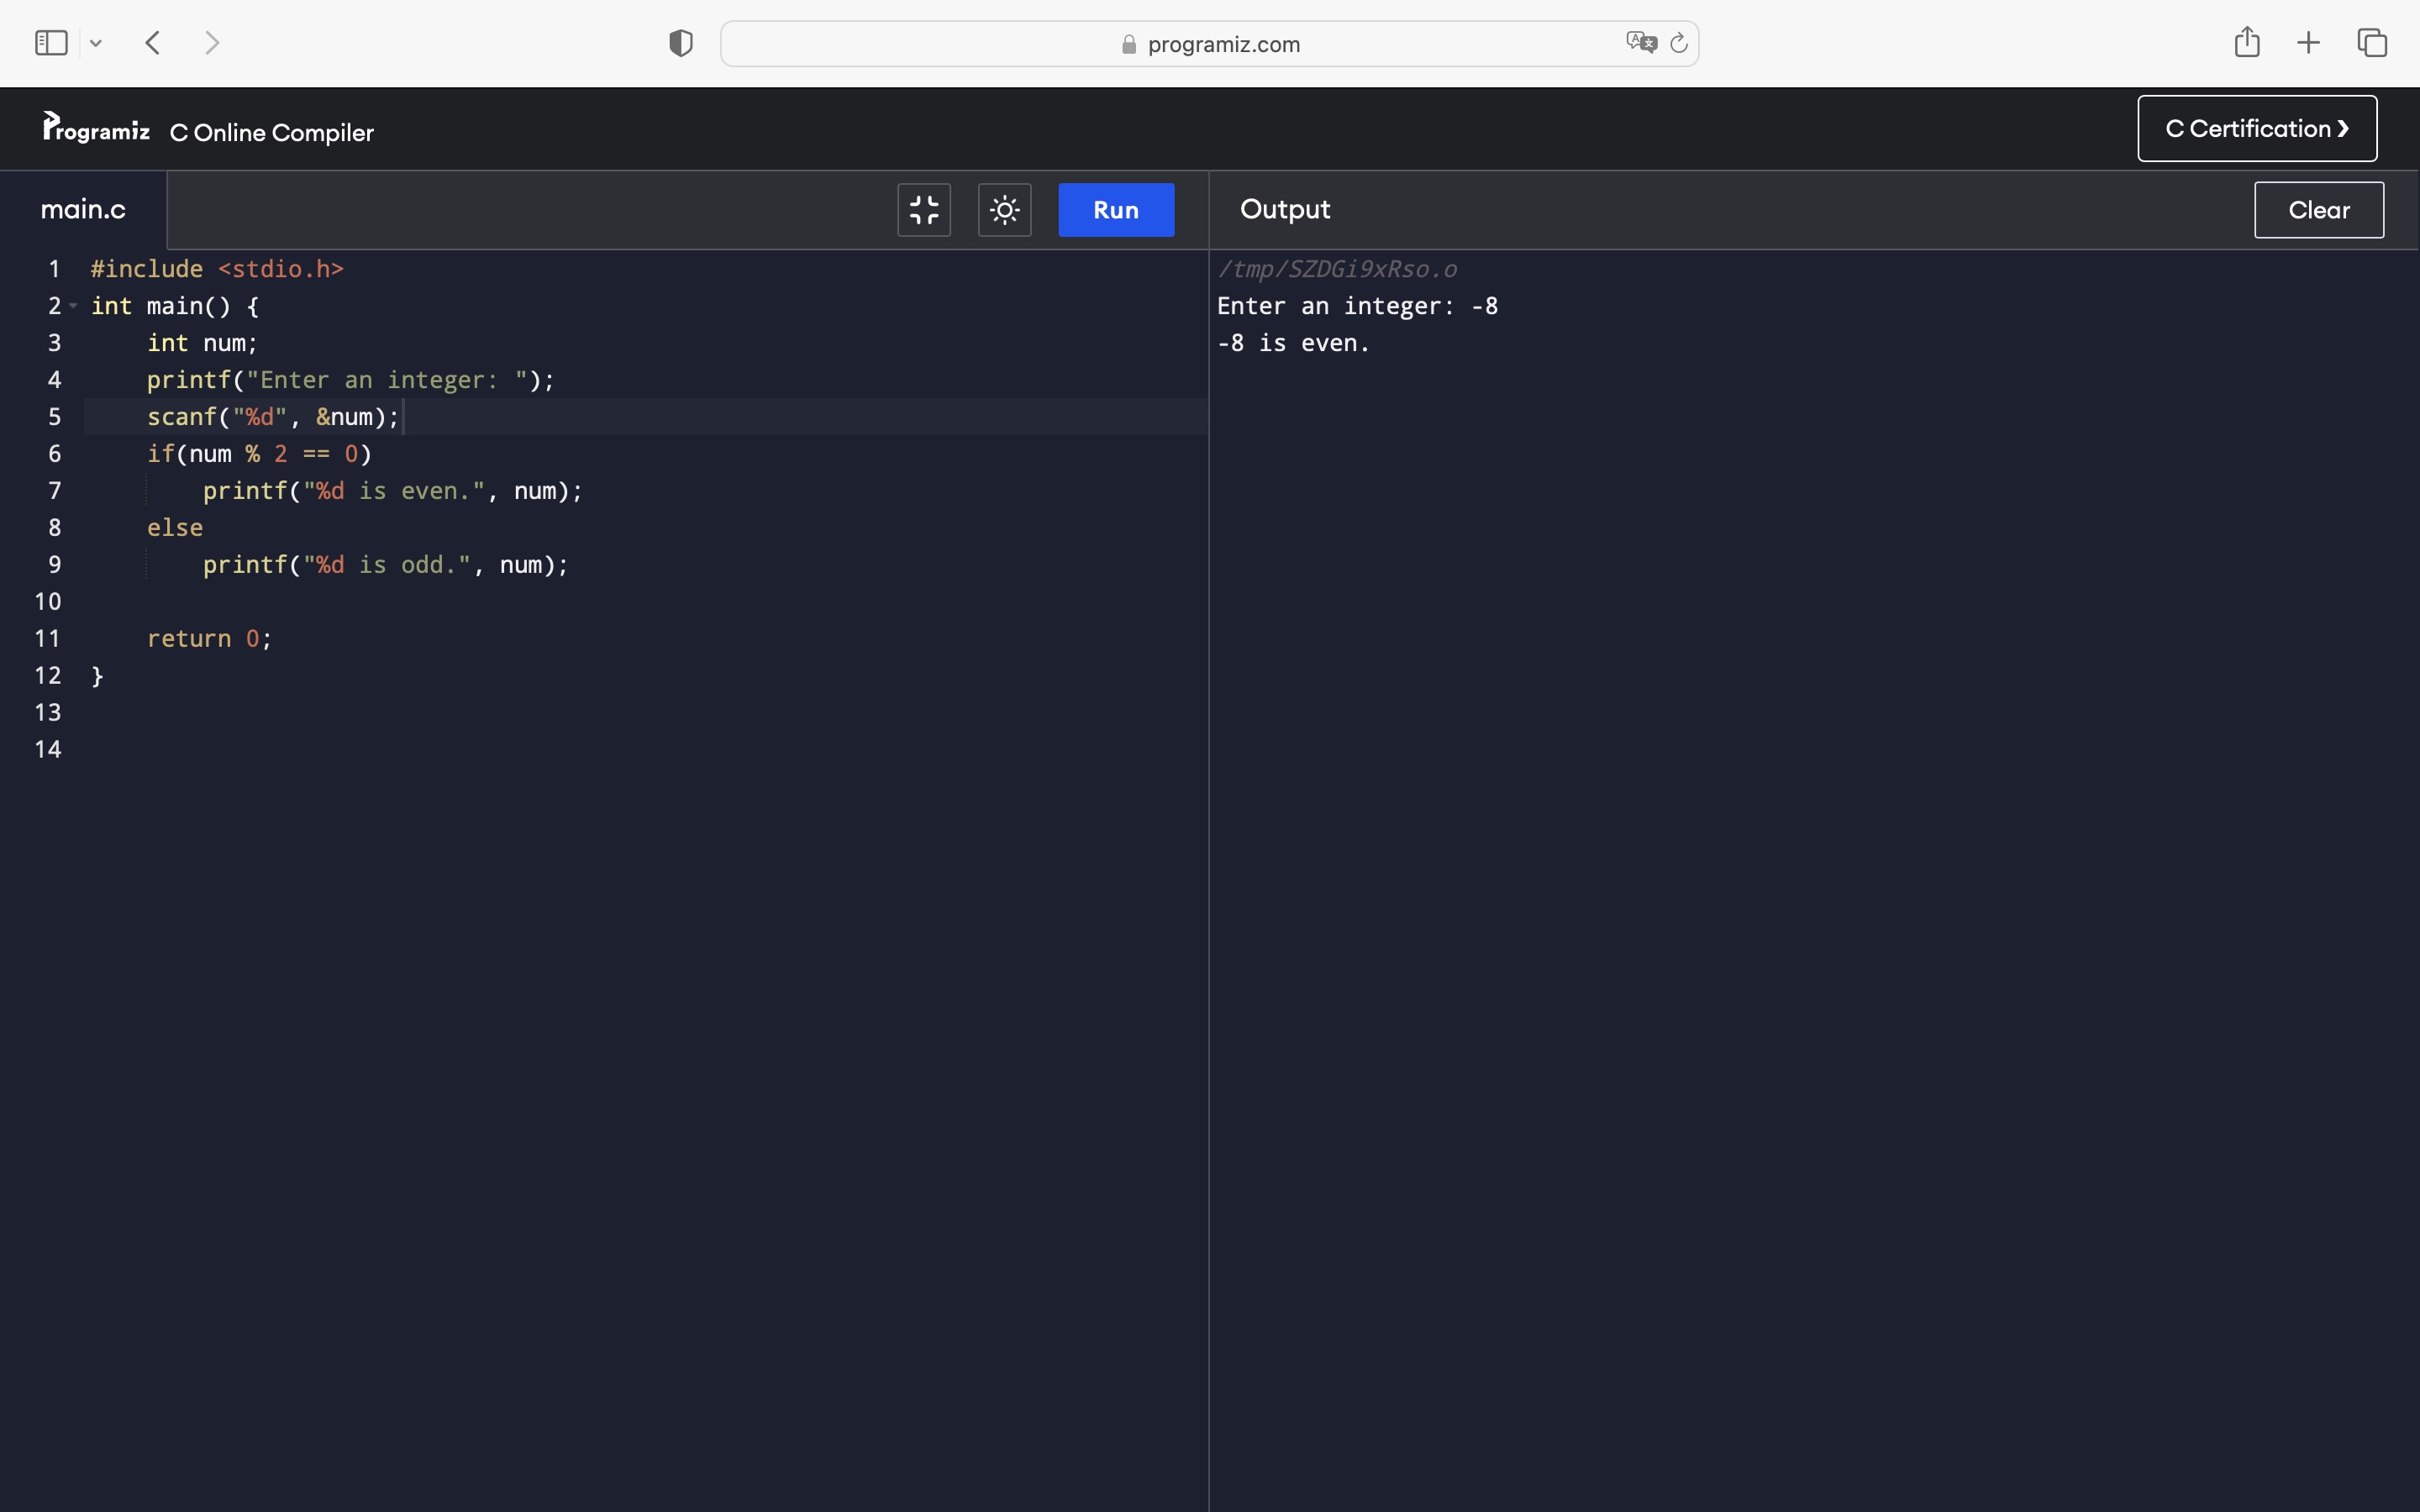 programiz.com
Programiz C Online Compiler
C Certification ❯
main.c
Run
Output
Clear
1 #include <stdio.h>
2 int main() {
3     int num;
4     printf("Enter an integer: ");
5     scanf("%d", &num);
6     if(num % 2 == 0)
7         printf("%d is even.", num);
8     else
9         printf("%d is odd.", num);
10
11     return 0;
12 }
13
14
/tmp/SZDGi9xRso.o
Enter an integer: -8
-8 is even.